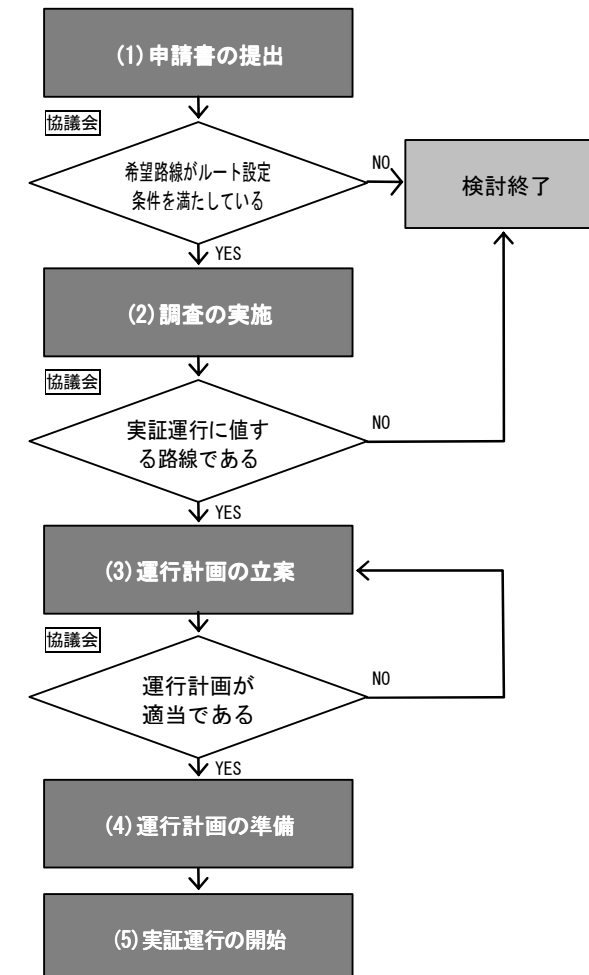 (1)申請書の提出
協議会
希望路線がルート設定
条件を満たしている
NO
検討終了
YES
(2)調査の実施
協議会
実証運行に値す
る路線である
NO
YES
(3)運行計画の立案
協議会
運行計画が
適当である
NO
YES
(4)運行計画の準備
(5)実証運行の開始